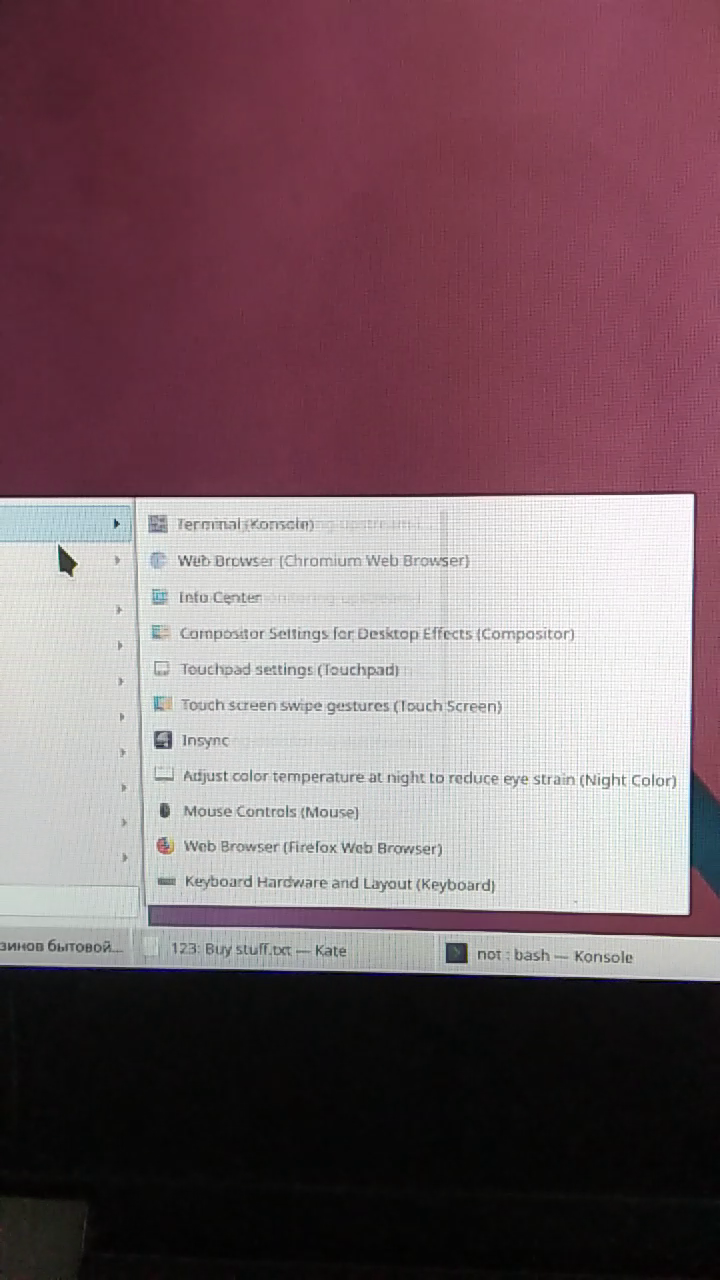 Terminal (Konsole)
Web Browser (Chromium Web Browser)
Info Center
Compositor Settings for Desktop Effects (Compositor)
Touchpad settings (Touchpad)
Touch screen swipe gestures (Touch Screen)
Insync
Adjust color temperature at night to reduce eye strain (Night Color)
Mouse Controls (Mouse)
Web Browser (Firefox Web Browser)
Keyboard Hardware and Layout (Keyboard)
зинов бытовой... 123: Buy stuff.txt — Kate not : bash — Konsole